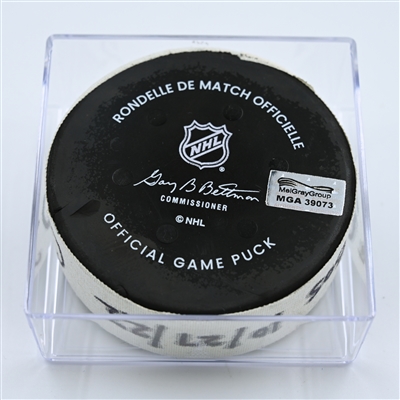 RONDELLE DE MATCH OFFICIELLE
NHL
Gary B Bettman
COMMISSIONER
© NHL
MeiGrayGroup
MGA 39073
OFFICIAL GAME PUCK